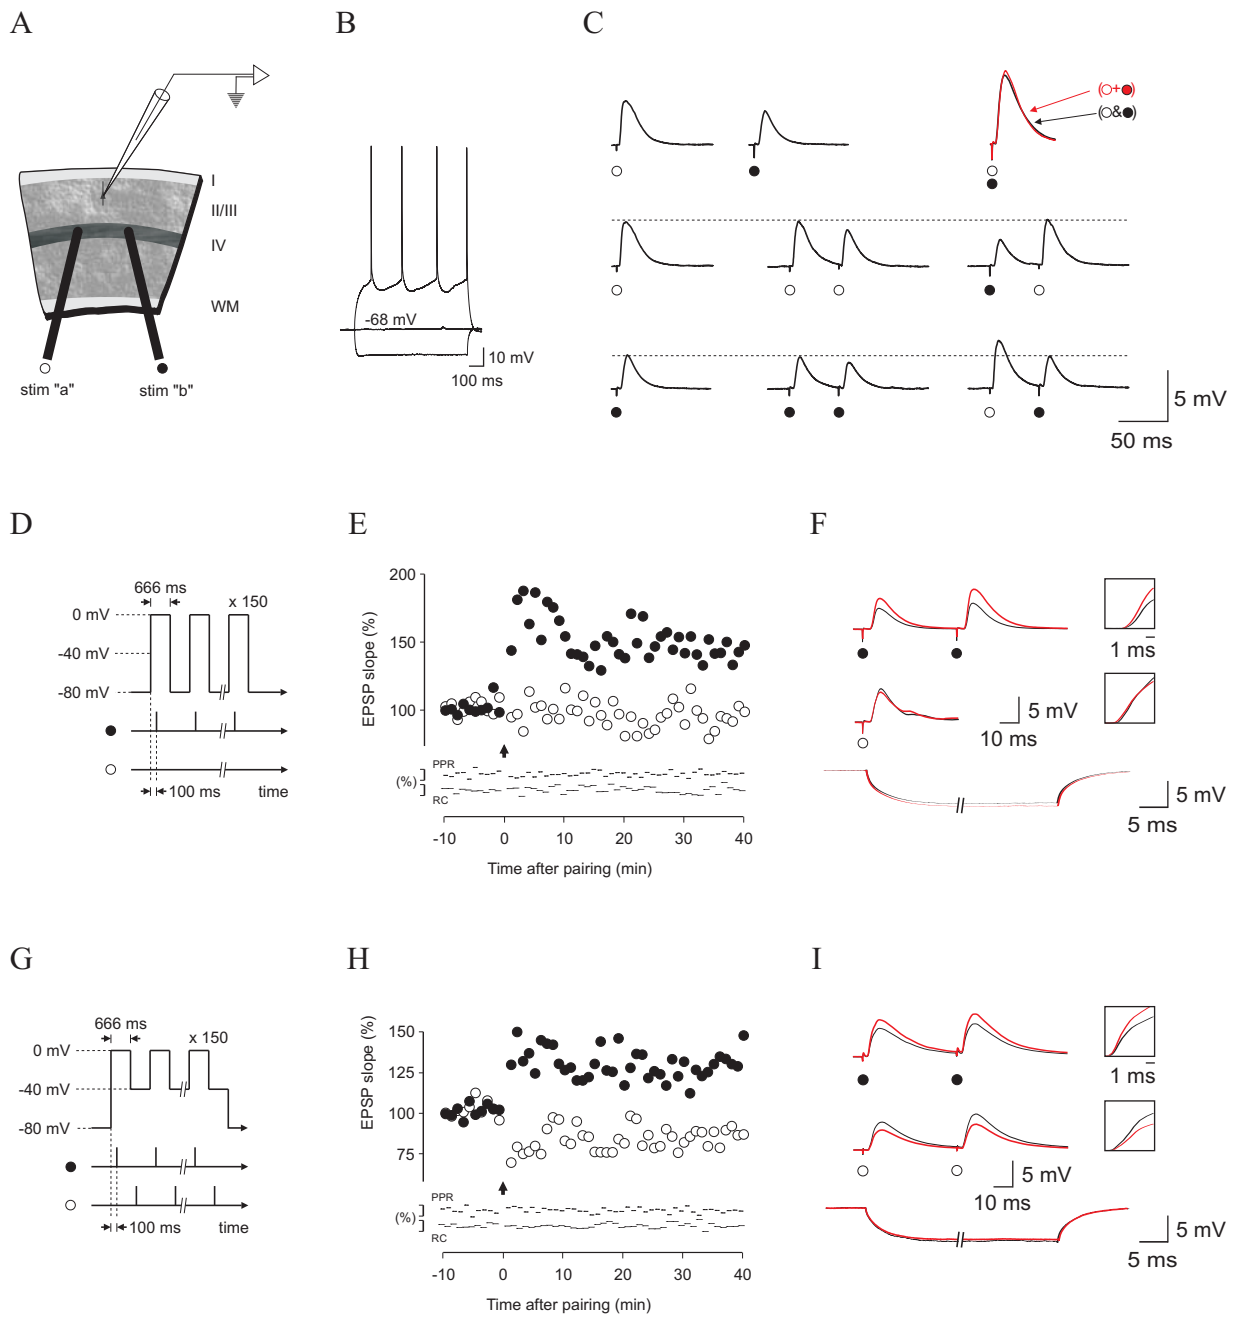 A
B
C
I
II/III
IV
WM
stim "a"
stim "b"
-68 mV
10 mV
100 ms
(○+●)
(○&●)
5 mV
50 ms
D
E
F
666 ms
x 150
0 mV
-40 mV
-80 mV
100 ms
time
EPSP slope (%)
200
150
100
PPR
(%)
RC
-10
0
10
20
30
40
Time after pairing (min)
1 ms
5 mV
10 ms
5 mV
5 ms
G
H
I
666 ms
x 150
0 mV
-40 mV
-80 mV
100 ms
time
EPSP slope (%)
150
125
100
75
PPR
(%)
RC
-10
0
10
20
30
40
Time after pairing (min)
1 ms
5 mV
10 ms
5 mV
5 ms